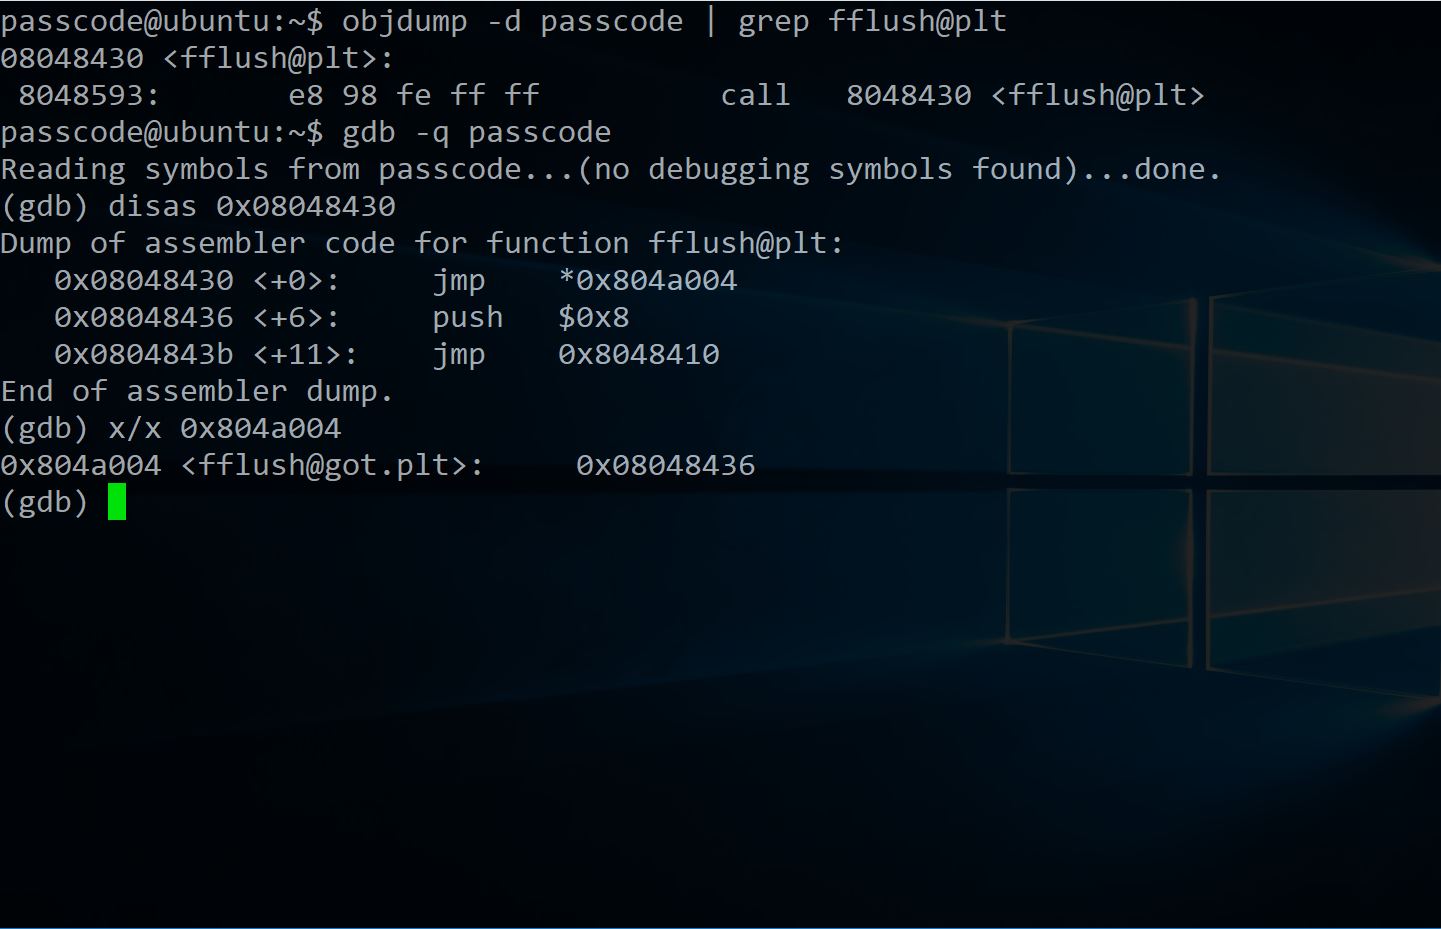 passcode@ubuntu:~$ objdump -d passcode | grep fflush@plt
08048430 <fflush@plt>:
 8048593:       e8 98 fe ff ff          call   8048430 <fflush@plt>
passcode@ubuntu:~$ gdb -q passcode
Reading symbols from passcode...(no debugging symbols found)...done.
(gdb) disas 0x08048430
Dump of assembler code for function fflush@plt:
   0x08048430 <+0>:     jmp    *0x804a004
   0x08048436 <+6>:     push   $0x8
   0x0804843b <+11>:    jmp    0x8048410
End of assembler dump.
(gdb) x/x 0x804a004
0x804a004 <fflush@got.plt>:     0x08048436
(gdb)